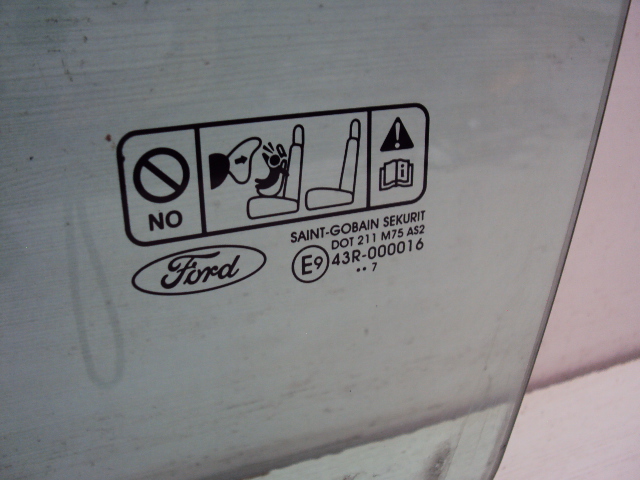 NO
Ford
SAINT-GOBAIN SEKURIT
DOT 211 M75 AS2
E9 43R-000016
•• 7